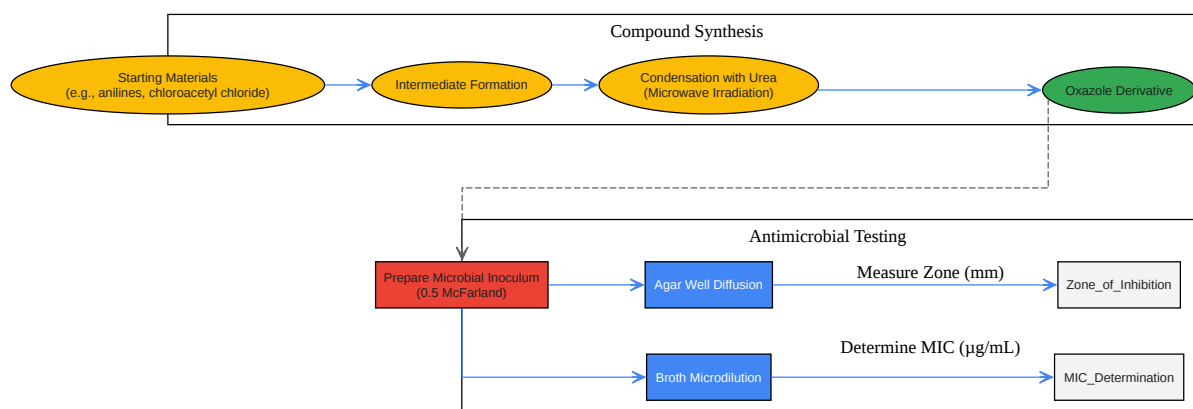 Compound Synthesis
Starting Materials
(e.g., anilines, chloroacetyl chloride)
Intermediate Formation
Condensation with Urea
(Microwave Irradiation)
Oxazole Derivative
Antimicrobial Testing
Prepare Microbial Inoculum
(0.5 McFarland)
Agar Well Diffusion
Measure Zone (mm)
Zone_of_Inhibition
Broth Microdilution
Determine MIC (µg/mL)
MIC_Determination